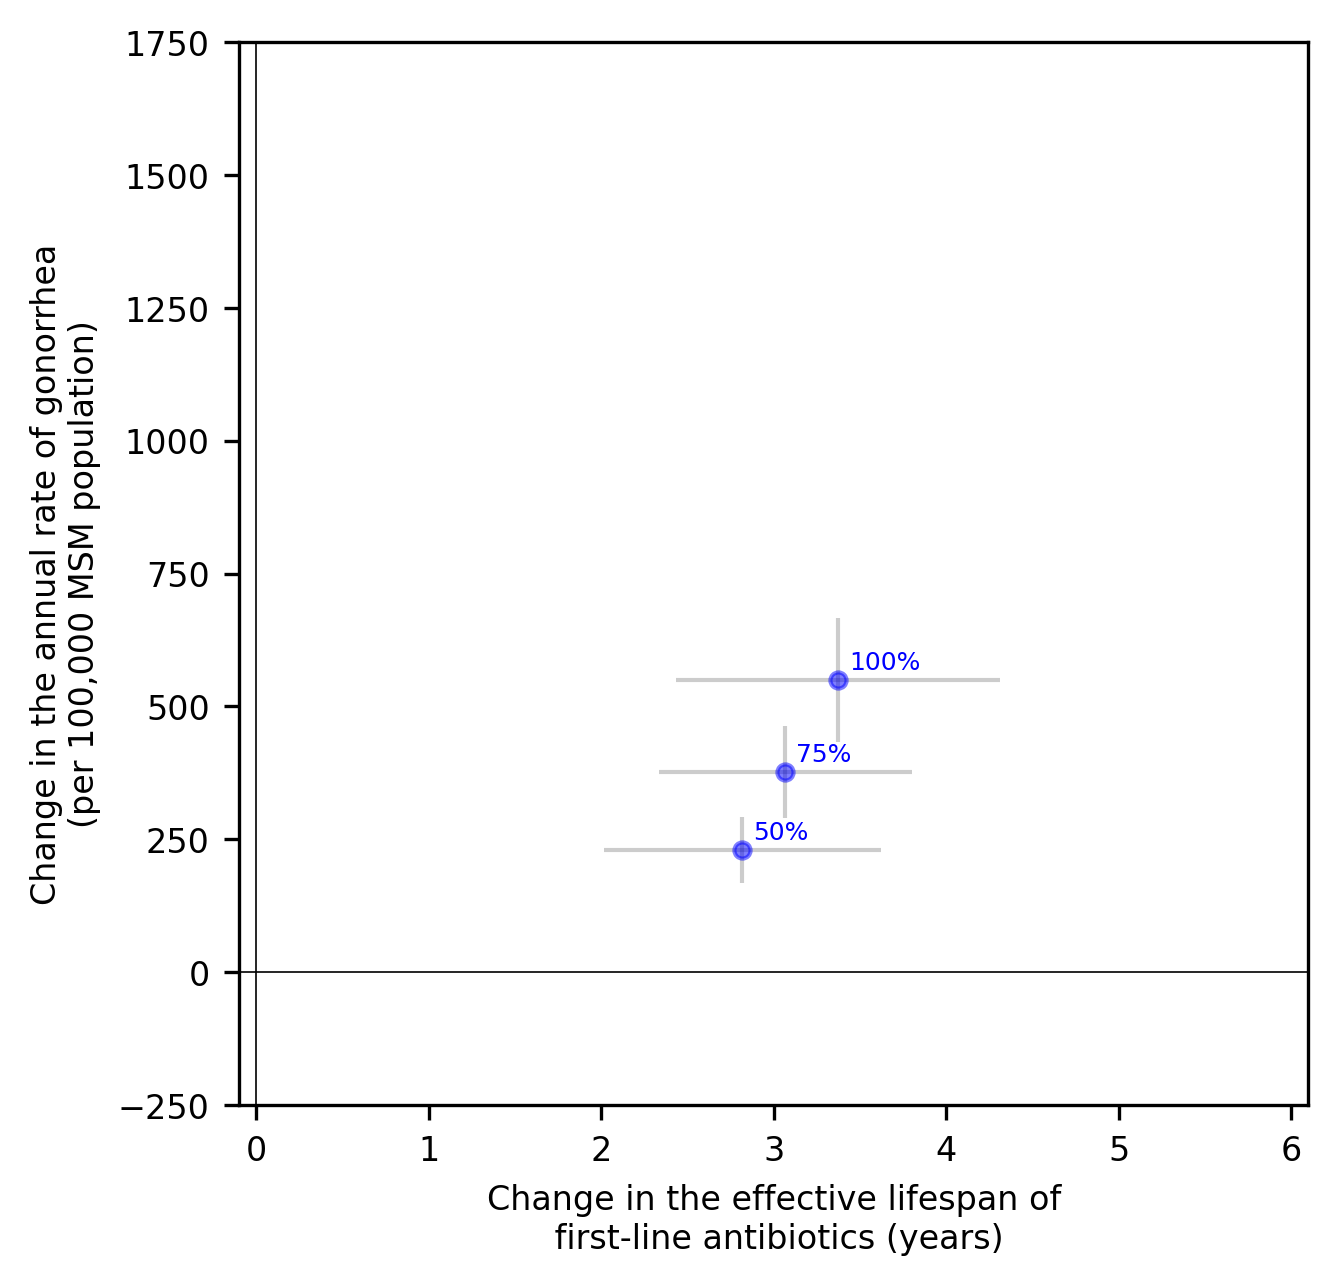 1750
1500
1250
1000
750
500
250
0
−250
Change in the annual rate of gonorrhea
(per 100,000 MSM population)
100%
75%
50%
0 1 2 3 4 5 6
Change in the effective lifespan of
first-line antibiotics (years)